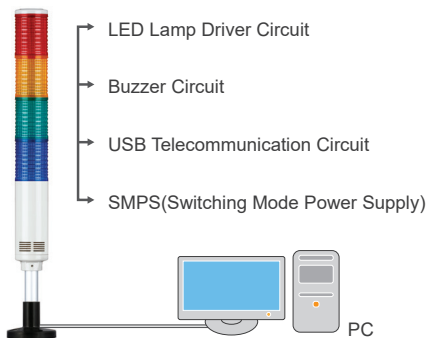 LED Lamp Driver Circuit
Buzzer Circuit
USB Telecommunication Circuit
SMPS(Switching Mode Power Supply)
PC